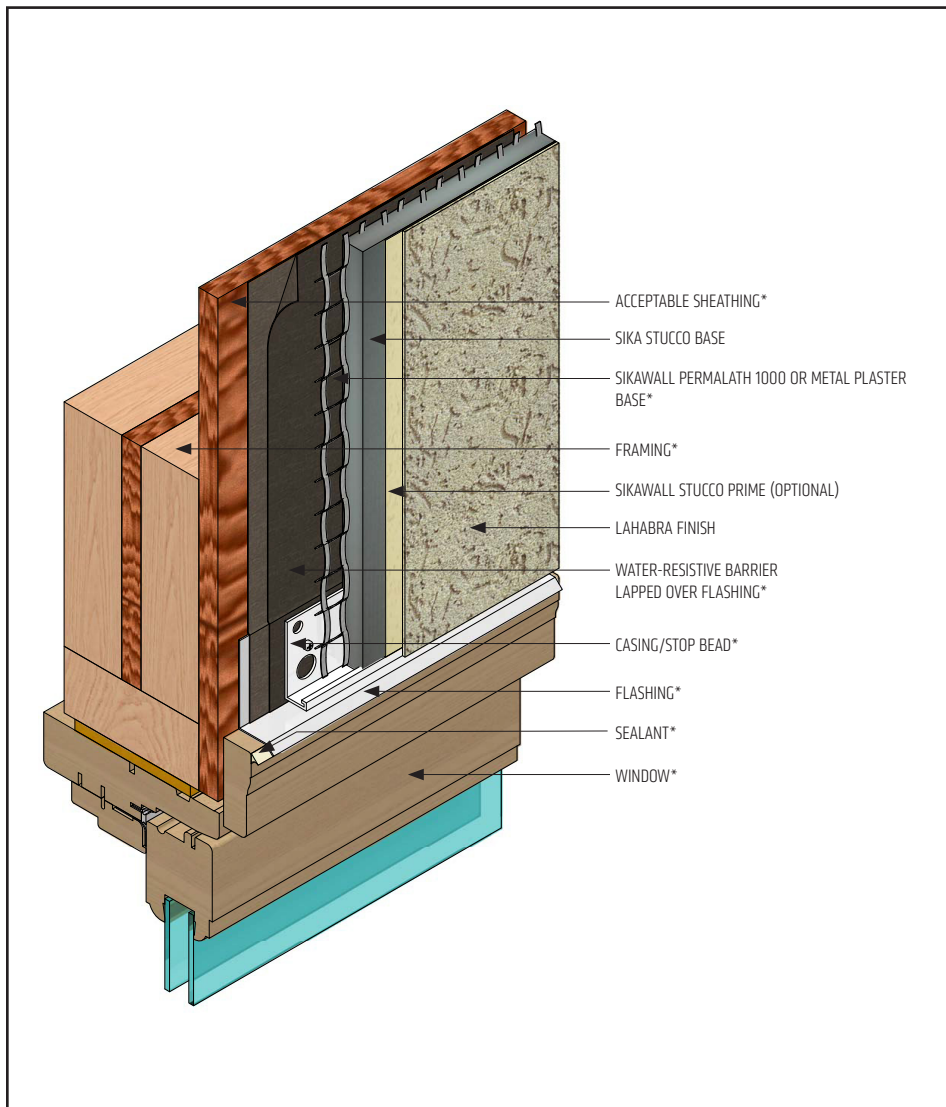 ACCEPTABLE SHEATHING*
SIKA STUCCO BASE
SIKAWALL PERMALATH 1000 OR METAL PLASTER
BASE*
FRAMING*
SIKAWALL STUCCO PRIME (OPTIONAL)
LAHABRA FINISH
WATER-RESISTIVE BARRIER
LAPPED OVER FLASHING*
CASING/STOP BEAD*
FLASHING*
SEALANT*
WINDOW*